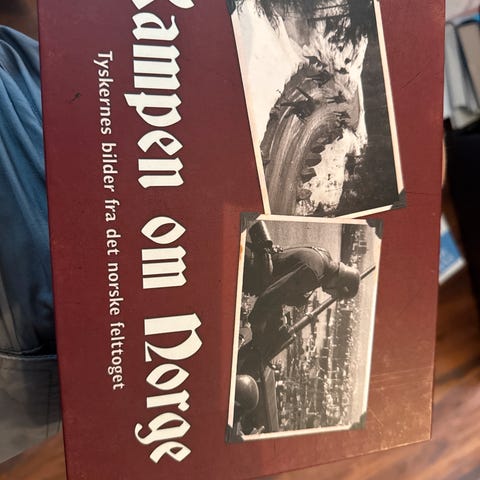 Kampen om Norge
Tyskernes bilder fra det norske felttoget